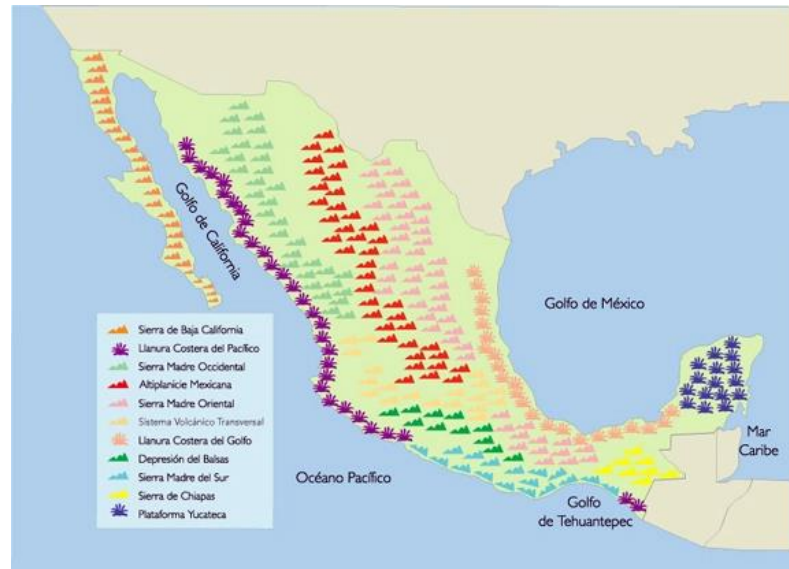 Golfo de California
Golfo de México
Sierra de Baja California
Llanura Costera del Pacífico
Sierra Madre Occidental
Altiplanicie Mexicana
Sierra Madre Oriental
Sistema Volcánico Transversal
Llanura Costera del Golfo
Depresión del Balsas
Sierra Madre del Sur
Sierra de Chiapas
Plataforma Yucateca
Océano Pacífico
Golfo
de Tehuantepec
Mar
Caribe